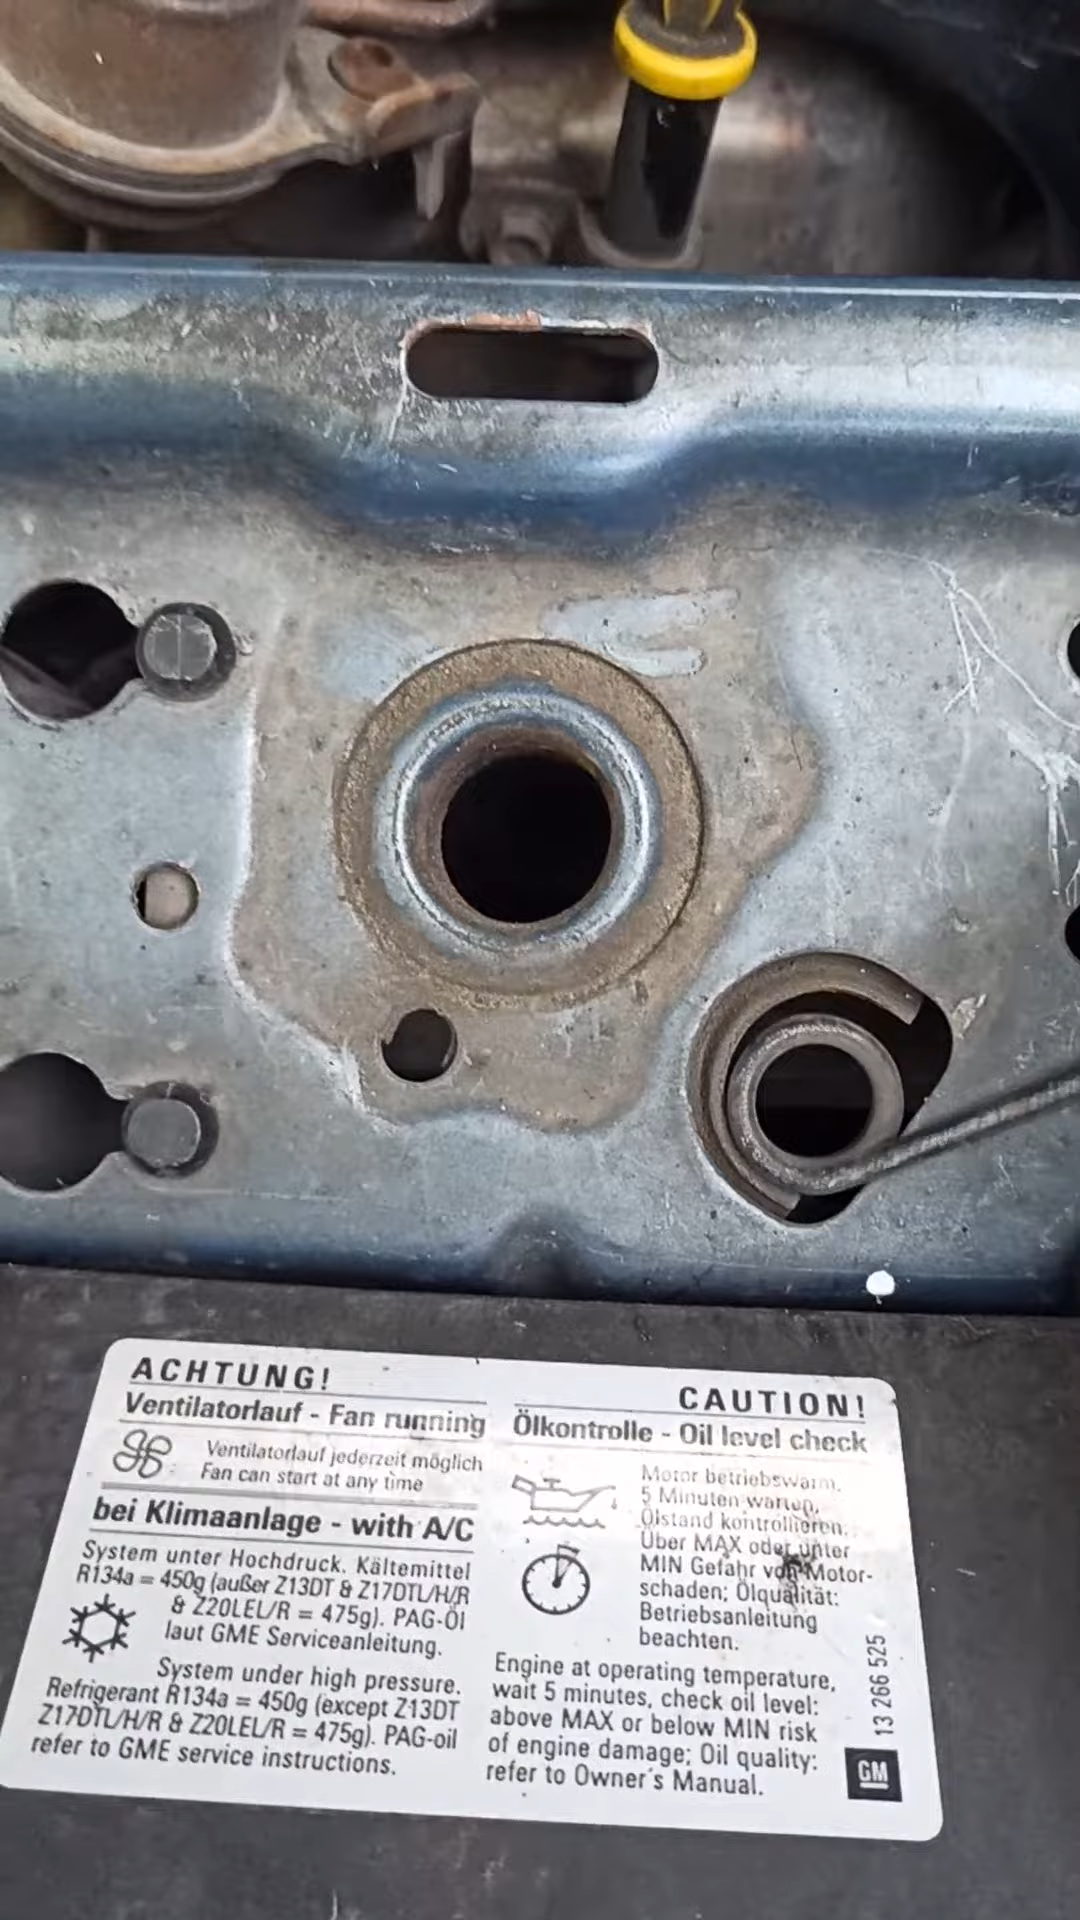 ACHTUNG!
Ventilatorlauf - Fan running
Ventilatorlauf jederzeit möglich
Fan can start at any time
bei Klimaanlage - with A/C
System unter Hochdruck. Kältemittel
R134a = 450g (außer Z13DT & Z17DTL/H/R
& Z20LEL/R = 475g). PAG-Öl
laut GME Serviceanleitung.
System under high pressure.
Refrigerant R134a = 450g (except Z13DT
Z17DTL/H/R & Z20LEL/R = 475g). PAG-oil
refer to GME service instructions.
CAUTION!
Ölkontrolle - Oil level check
Motor betriebswarm,
5 Minuten warten,
Ölstand kontrollieren:
Über MAX oder unter
MIN Gefahr von Motor-
schaden; Ölqualität:
Betriebsanleitung
beachten.
Engine at operating temperature,
wait 5 minutes, check oil level:
above MAX or below MIN risk
of engine damage; Oil quality:
refer to Owner's Manual.
13 266 525
GM